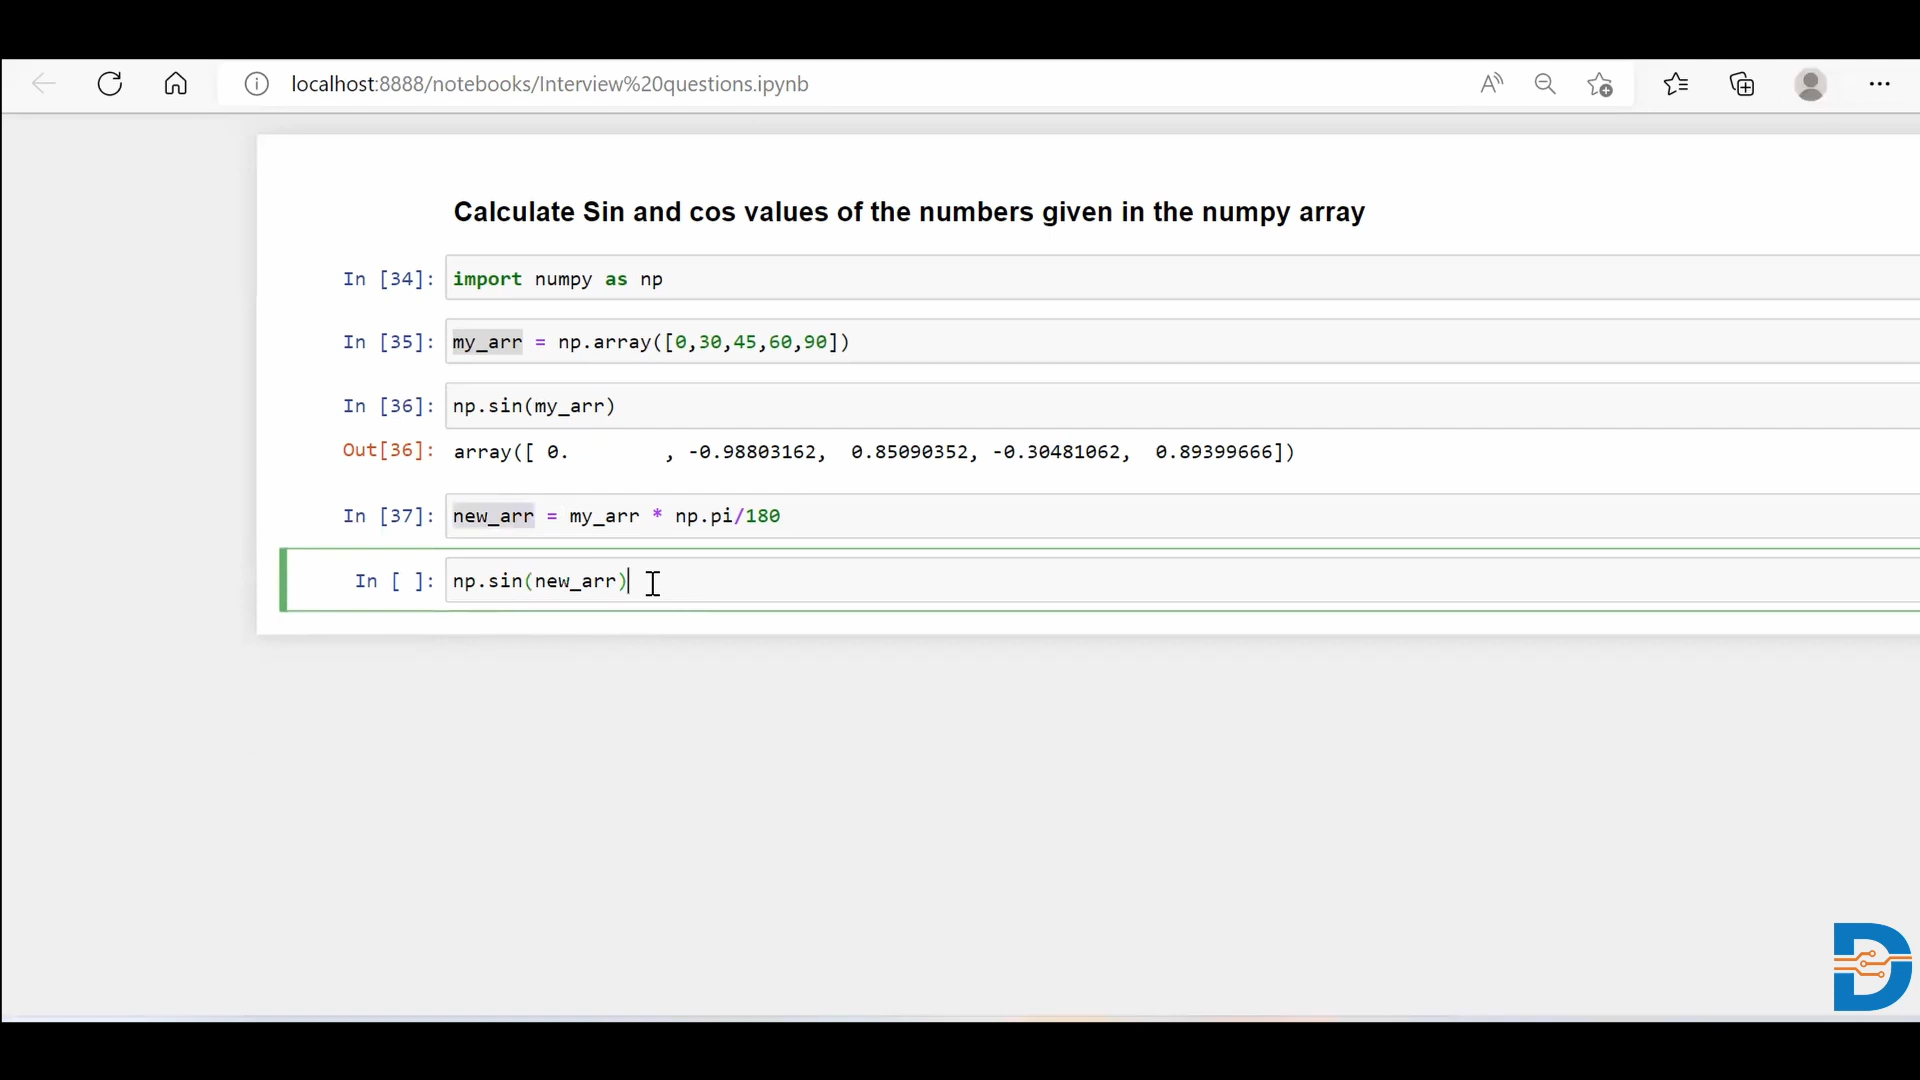 localhost:8888/notebooks/Interview%20questions.ipynb
Calculate Sin and cos values of the numbers given in the numpy array
In [34]: import numpy as np
In [35]: my_arr = np.array([0,30,45,60,90])
In [36]: np.sin(my_arr)
Out[36]: array([ 0.        , -0.98803162,  0.85090352, -0.30481062,  0.89399666])
In [37]: new_arr = my_arr * np.pi/180
In [ ]: np.sin(new_arr)